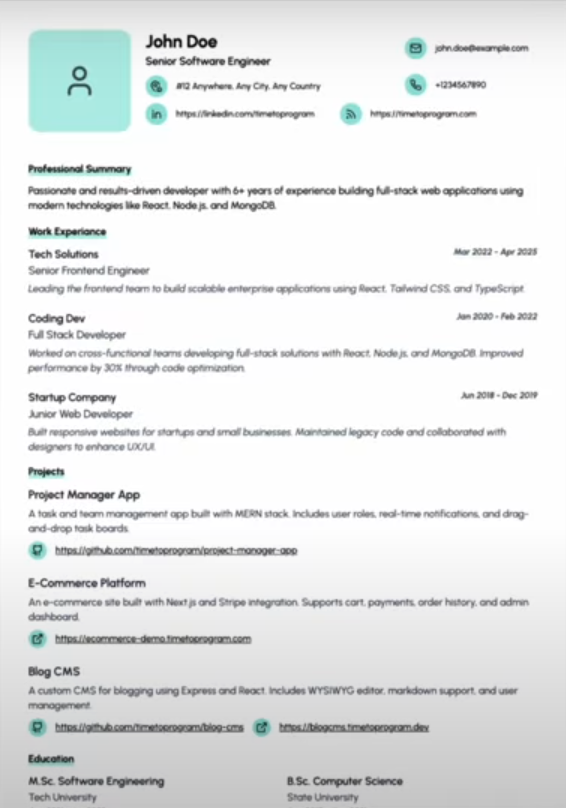 John Doe
Senior Software Engineer
#12 Anywhere, Any City, Any Country
john.doe@example.com
+1234567890
https://linkedin.com/timetoprogram
https://timetoprogram.com
Professional Summary
Passionate and results-driven developer with 6+ years of experience building full-stack web applications using
modern technologies like React, Node.js, and MongoDB.
Work Experience
Tech Solutions
Mar 2022 - Apr 2025
Senior Frontend Engineer
Leading the frontend team to build scalable enterprise applications using React, Tailwind CSS, and TypeScript.
Coding Dev
Jan 2020 - Feb 2022
Full Stack Developer
Worked on cross-functional teams developing full-stack solutions with React, Node.js, and MongoDB. Improved
performance by 30% through code optimization.
Startup Company
Jun 2018 - Dec 2019
Junior Web Developer
Built responsive websites for startups and small businesses. Maintained legacy code and collaborated with
designers to enhance UX/UI.
Projects
Project Manager App
A task and team management app built with MERN stack. Includes user roles, real-time notifications, and drag-
and-drop task boards.
https://github.com/timetoprogram/project-manager-app
E-Commerce Platform
An e-commerce site built with Next.js and Stripe integration. Supports cart, payments, order history, and admin
dashboard.
https://ecommerce-demo.timetoprogram.com
Blog CMS
A custom CMS for blogging using Express and React. Includes WYSIWYG editor, markdown support, and user
management.
https://github.com/timetoprogram/blog-cms
https://blogcms.timetoprogram.dev
Education
M.Sc. Software Engineering
B.Sc. Computer Science
Tech University
State University